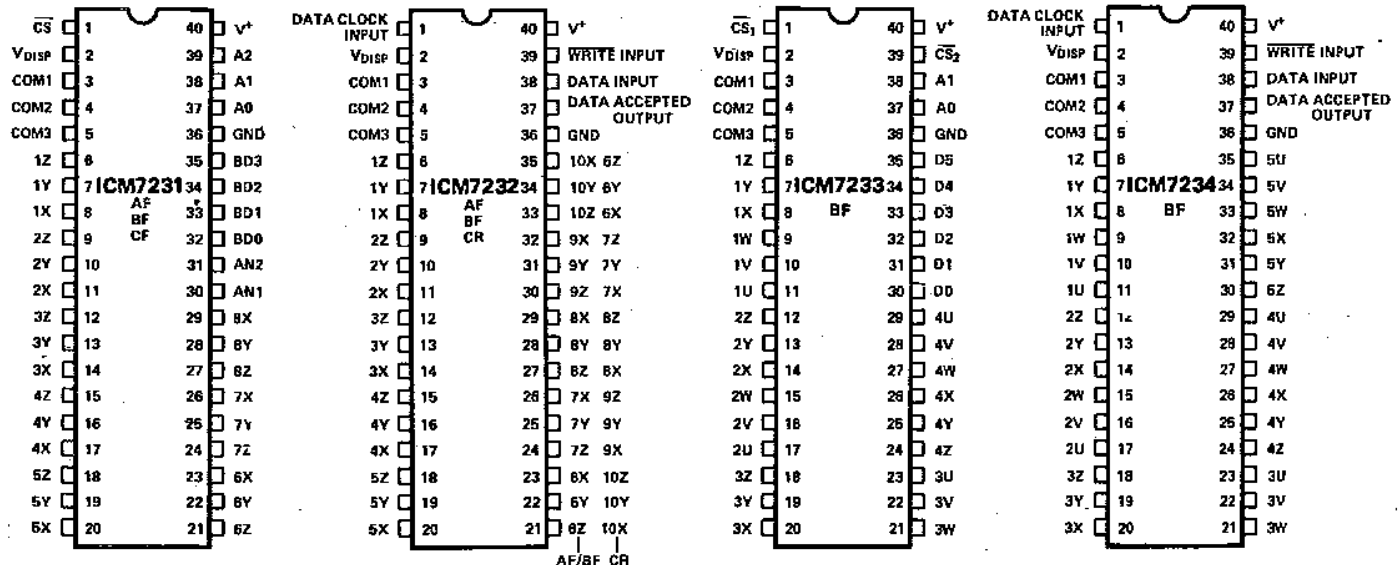 CS 1 40 V+
VDISP 2 39 A2
COM1 3 38 A1
COM2 4 37 A0
COM3 5 36 GND
1Z 6 35 BD3
1Y 7 ICM7231 34 BD2
AF
1X 8 BF 33 BD1
2Z 9 CF 32 BD0
2Y 10 31 AN2
2X 11 30 AN1
3Z 12 29 8X
3Y 13 28 8Y
3X 14 27 8Z
4Z 15 26 7X
4Y 16 25 7Y
4X 17 24 7Z
5Z 18 23 6X
5Y 19 22 6Y
5X 20 21 6Z
DATA CLOCK
INPUT 1 40 V+
VDISP 2 39 WRITE INPUT
COM1 3 38 DATA INPUT
COM2 4 37 DATA ACCEPTED
OUTPUT
COM3 5 36 GND
1Z 6 35 10X 6Z
1Y 7 ICM7232 34 10Y 6Y
AF
1X 8 BF 33 10Z 6X
2Z 9 CR 32 9X 7Z
2Y 10 31 9Y 7Y
2X 11 30 9Z 7X
3Z 12 29 8X 8Z
3Y 13 28 8Y 8Y
3X 14 27 8Z 8X
4Z 15 26 7X 9Z
4Y 16 25 7Y 9Y
4X 17 24 7Z 9X
5Z 18 23 6X 10Z
5Y 19 22 6Y 10Y
5X 20 21 6Z 10X
AF/BF CR
CS1 1 40 V+
VDISP 2 39 CS2
COM1 3 38 A1
COM2 4 37 A0
COM3 5 36 GND
1Z 6 35 D5
1Y 7 ICM7233 34 D4
1X 8 BF 33 D3
1W 9 32 D2
1V 10 31 D1
1U 11 30 D0
2Z 12 29 4U
2Y 13 28 4V
2X 14 27 4W
2W 15 26 4X
2V 16 25 4Y
2U 17 24 4Z
3Z 18 23 3U
3Y 19 22 3V
3X 20 21 3W
DATA CLOCK
INPUT 1 40 V+
VDISP 2 39 WRITE INPUT
COM1 3 38 DATA INPUT
COM2 4 37 DATA ACCEPTED
OUTPUT
COM3 5 36 GND
1Z 6 35 5U
1Y 7 ICM7234 34 5V
1X 8 BF 33 5W
1W 9 32 5X
1V 10 31 5Y
1U 11 30 5Z
2Z 12 29 4U
2Y 13 28 4V
2X 14 27 4W
2W 15 26 4X
2V 16 25 4Y
2U 17 24 4Z
3Z 18 23 3U
3Y 19 22 3V
3X 20 21 3W